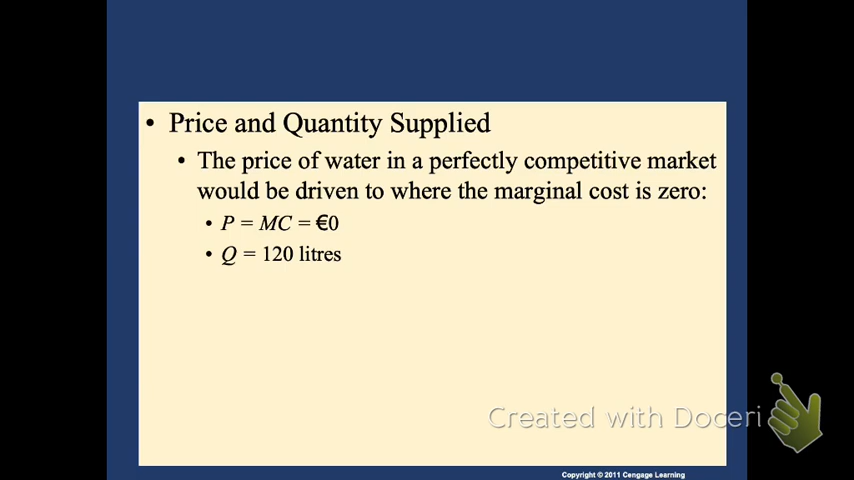 • Price and Quantity Supplied
• The price of water in a perfectly competitive market
would be driven to where the marginal cost is zero:
• P = MC = €0
• Q = 120 litres
Created with Doceri
Copyright © 2011 Cengage Learning